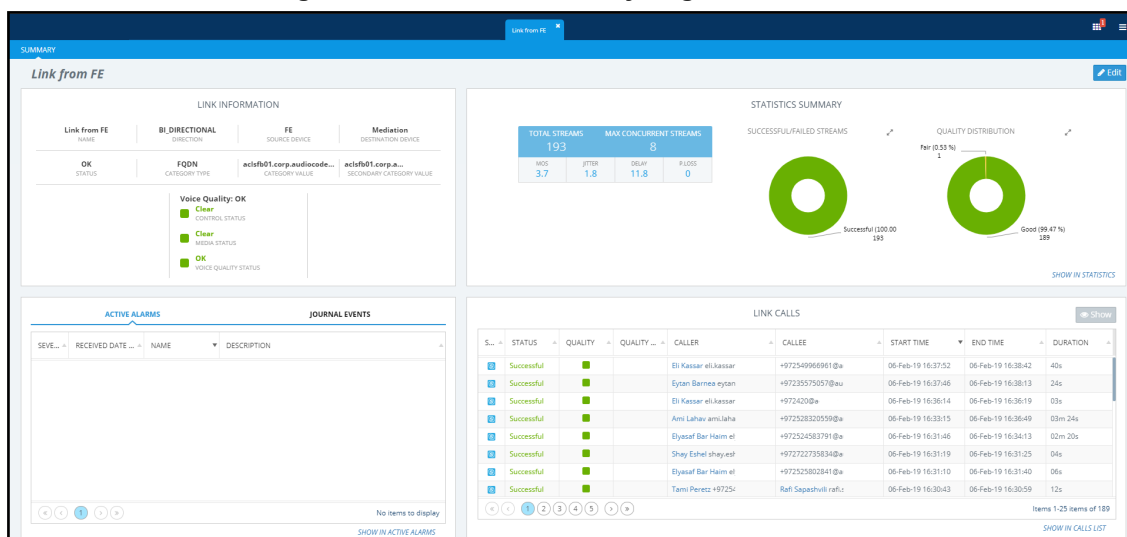 Link from FE
1
SUMMARY
Link from FE
Edit
LINK INFORMATION
Link from FE BI_DIRECTIONAL FE Mediation
NAME DIRECTION SOURCE DEVICE DESTINATION DEVICE
OK FQDN aclsfb01.corp.audiocode... aclsfb01.corp.a...
STATUS CATEGORY TYPE CATEGORY VALUE SECONDARY CATEGORY VALUE
Voice Quality: OK
Clear
CONTROL STATUS
Clear
MEDIA STATUS
OK
VOICE QUALITY STATUS
STATISTICS SUMMARY
TOTAL STREAMS MAX CONCURRENT STREAMS
193 8
MOS JITTER DELAY P.LOSS
3.7 1.8 11.8 0
SUCCESSFUL/FAILED STREAMS
Successful (100.00
193
QUALITY DISTRIBUTION
Fair (0.53 %)
1
Good (99.47 %)
189
SHOW IN STATISTICS
ACTIVE ALARMS JOURNAL EVENTS
SEVE... RECEIVED DATE ... NAME DESCRIPTION
1
No items to display
SHOW IN ACTIVE ALARMS
LINK CALLS
Show
S... STATUS QUALITY QUALITY ... CALLER CALLEE START TIME END TIME DURATION
Successful Eli Kassar eli.kassar +972549966961@a 06-Feb-19 16:37:52 06-Feb-19 16:38:42 40s
Successful Eytan Barnea eytan +97235575057@au 06-Feb-19 16:37:46 06-Feb-19 16:38:13 24s
Successful Eli Kassar eli.kassar +972420@a 06-Feb-19 16:36:14 06-Feb-19 16:36:19 03s
Successful Ami Lahav ami.laha +972528320559@a 06-Feb-19 16:33:15 06-Feb-19 16:36:49 03m 24s
Successful Elyasaf Bar Haim el +972524583791@a 06-Feb-19 16:31:46 06-Feb-19 16:34:13 02m 20s
Successful Shay Eshel shay.esh +972722735834@a 06-Feb-19 16:31:19 06-Feb-19 16:31:25 04s
Successful Elyasaf Bar Haim el +972525802841@a 06-Feb-19 16:31:10 06-Feb-19 16:31:40 06s
Successful Tami Peretz +97254 Rafi Sapashvili rafi.s 06-Feb-19 16:30:43 06-Feb-19 16:30:59 12s
1 2 3 4 5
Items 1-25 items of 189
SHOW IN CALLS LIST